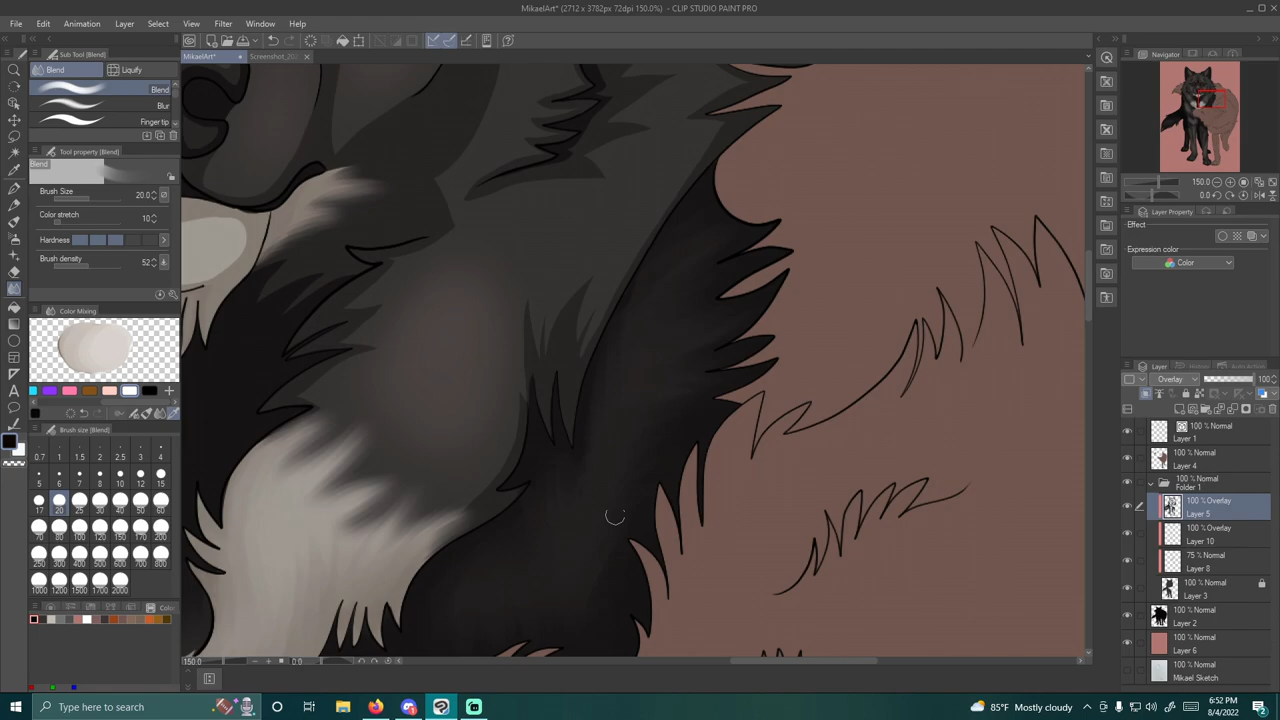 MikaelArt* (2712 x 3782px 72dpi 150.0%) - CLIP STUDIO PAINT PRO
File Edit Animation Layer Select View Filter Window Help
MikaelArt*
Sub Tool [Blend]
Blend Liquify
Blend
Blur
Finger tip
Tool property [Blend]
Blend
Brush Size 20.0
Color stretch 10
Hardness
Brush density 52
Color Mixing
Brush size [Blend]
0.7 1 1.5 2 2.5 3 4
5 6 7 8 10 12 15
17 20 25 30 40 50 60
70 80 100 120 150 170 200
250 300 400 500 600 700 800
1000 1200 1500 1700 2000
Color
150.0 0.0
Navigator
150.0
0.0
Layer Property
Effect
Expression color
Color
Layer History Auto Action
Overlay 100
100 % Normal
Layer 1
100 % Normal
Layer 4
100 % Normal
Folder 1
100 % Overlay
Layer 5
100 % Overlay
Layer 10
75 % Normal
Layer 8
100 % Normal
Layer 3
100 % Normal
Layer 2
100 % Normal
Layer 6
100 % Normal
Mikael Sketch
Type here to search
85°F Mostly cloudy
6:52 PM
8/4/2022
2